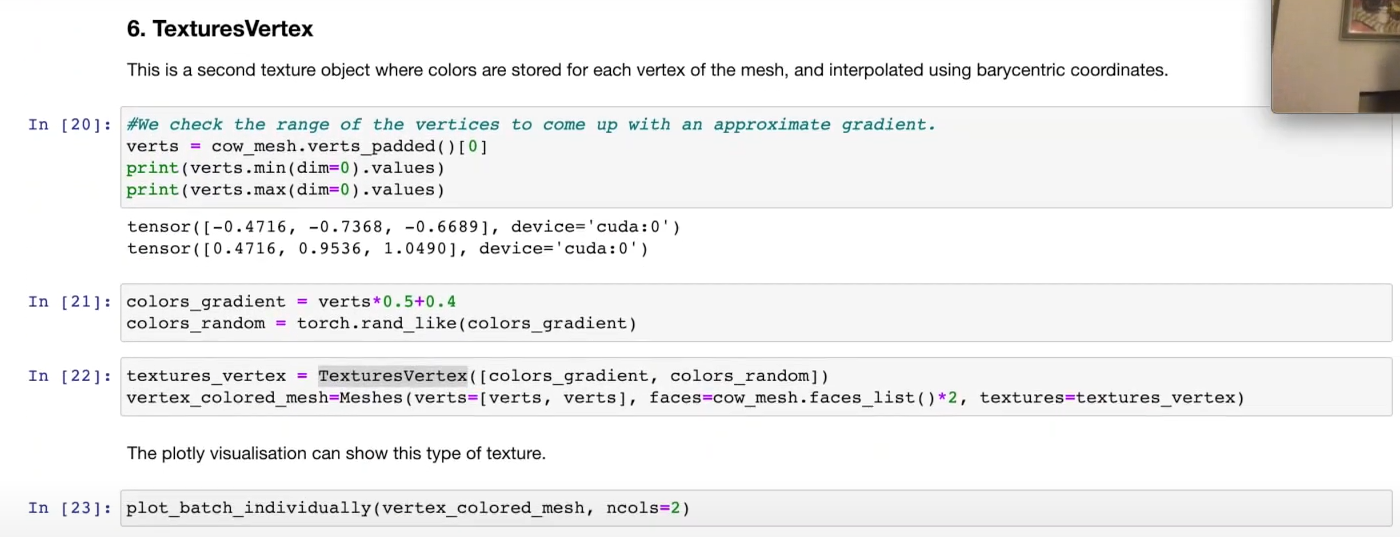 6. TexturesVertex
This is a second texture object where colors are stored for each vertex of the mesh, and interpolated using barycentric coordinates.
In [20]: #We check the range of the vertices to come up with an approximate gradient.
verts = cow_mesh.verts_padded()[0]
print(verts.min(dim=0).values)
print(verts.max(dim=0).values)
tensor([-0.4716, -0.7368, -0.6689], device='cuda:0')
tensor([0.4716, 0.9536, 1.0490], device='cuda:0')
In [21]: colors_gradient = verts*0.5+0.4
colors_random = torch.rand_like(colors_gradient)
In [22]: textures_vertex = TexturesVertex([colors_gradient, colors_random])
vertex_colored_mesh=Meshes(verts=[verts, verts], faces=cow_mesh.faces_list()*2, textures=textures_vertex)
The plotly visualisation can show this type of texture.
In [23]: plot_batch_individually(vertex_colored_mesh, ncols=2)